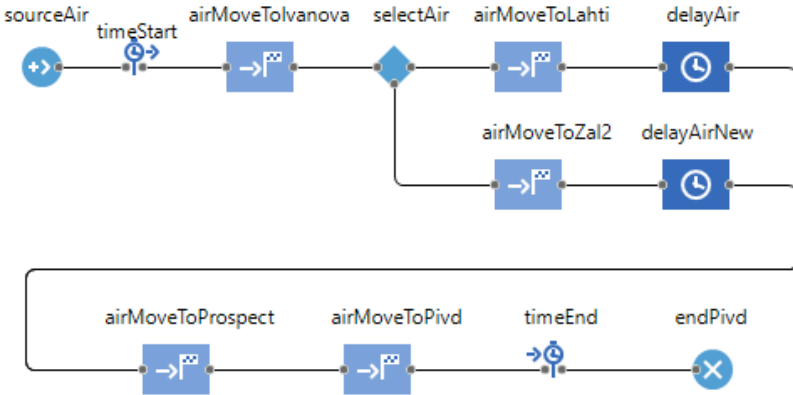 sourceAir
timeStart
airMoveToIvanova
selectAir
airMoveToLahti
delayAir
airMoveToZal2
delayAirNew
airMoveToProspect
airMoveToPivd
timeEnd
endPivd